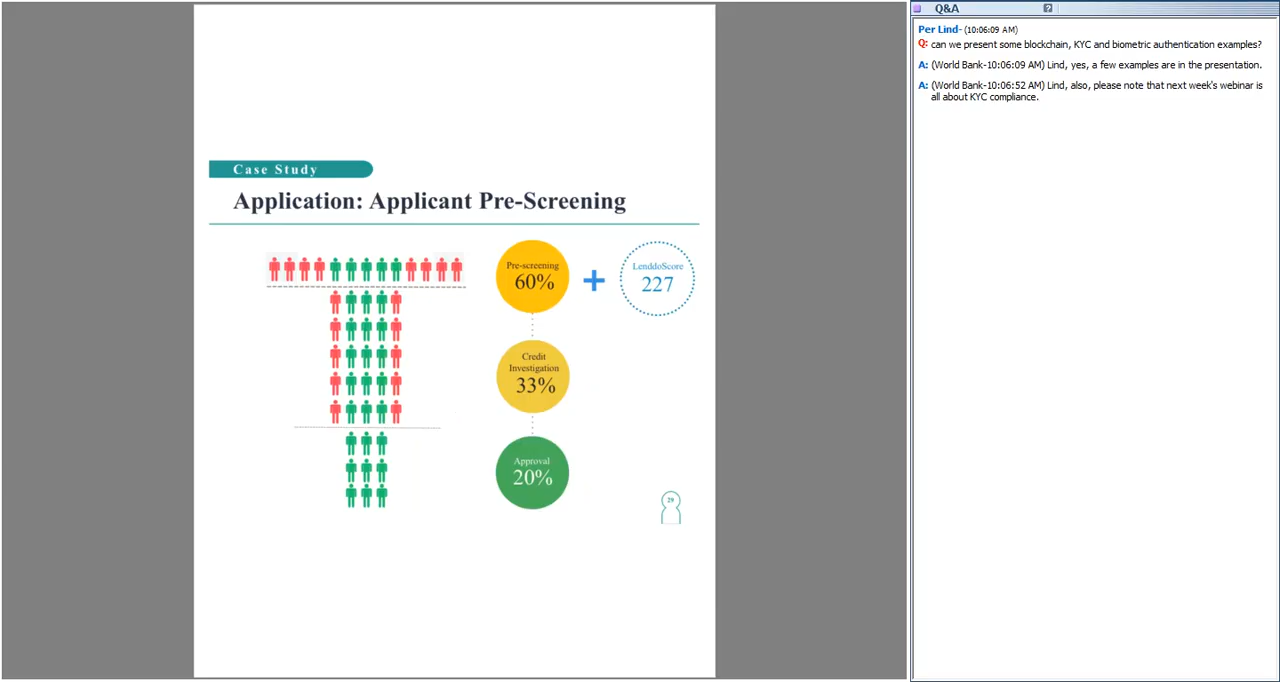 Case Study
Application: Applicant Pre-Screening
Pre-screening
60%
LenddoScore
227
Credit
Investigation
33%
Approval
20%
29
Q&A
Per Lind- (10:06:09 AM)
Q: can we present some blockchain, KYC and biometric authentication examples?
A: (World Bank-10:06:09 AM) Lind, yes, a few examples are in the presentation.
A: (World Bank-10:06:52 AM) Lind, also, please note that next week's webinar is
all about KYC compliance.